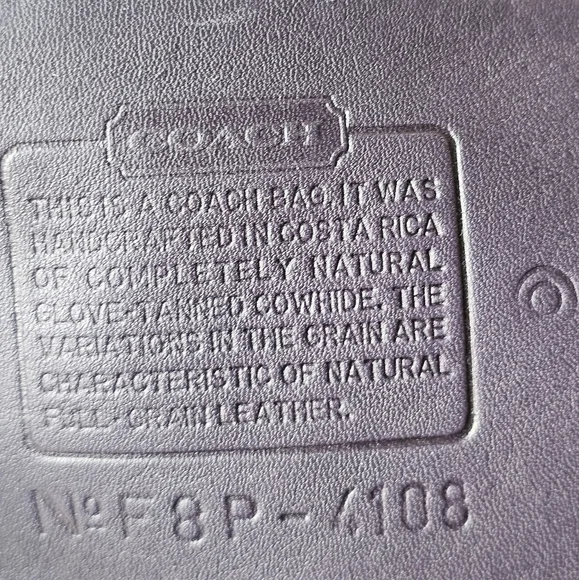 COACH
THIS IS A COACH BAG. IT WAS
HANDCRAFTED IN COSTA RICA
OF COMPLETELY NATURAL
GLOVE-TANNED COWHIDE. THE
VARIATIONS IN THE GRAIN ARE
CHARACTERISTIC OF NATURAL
FULL-GRAIN LEATHER.
©
Nº F8P-4108